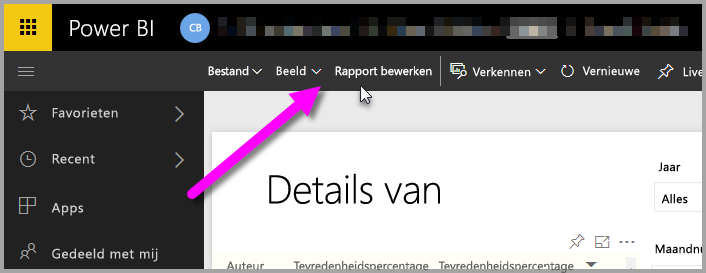 Power BI CB
Bestand Beeld Rapport bewerken Verkennen Vernieuwe Live
Favorieten
Recent
Apps
Gedeeld met mij
Details van
Jaar
Alles
Maandnu
Auteur Tevredenheidspercentage Tevredenheidspercentage